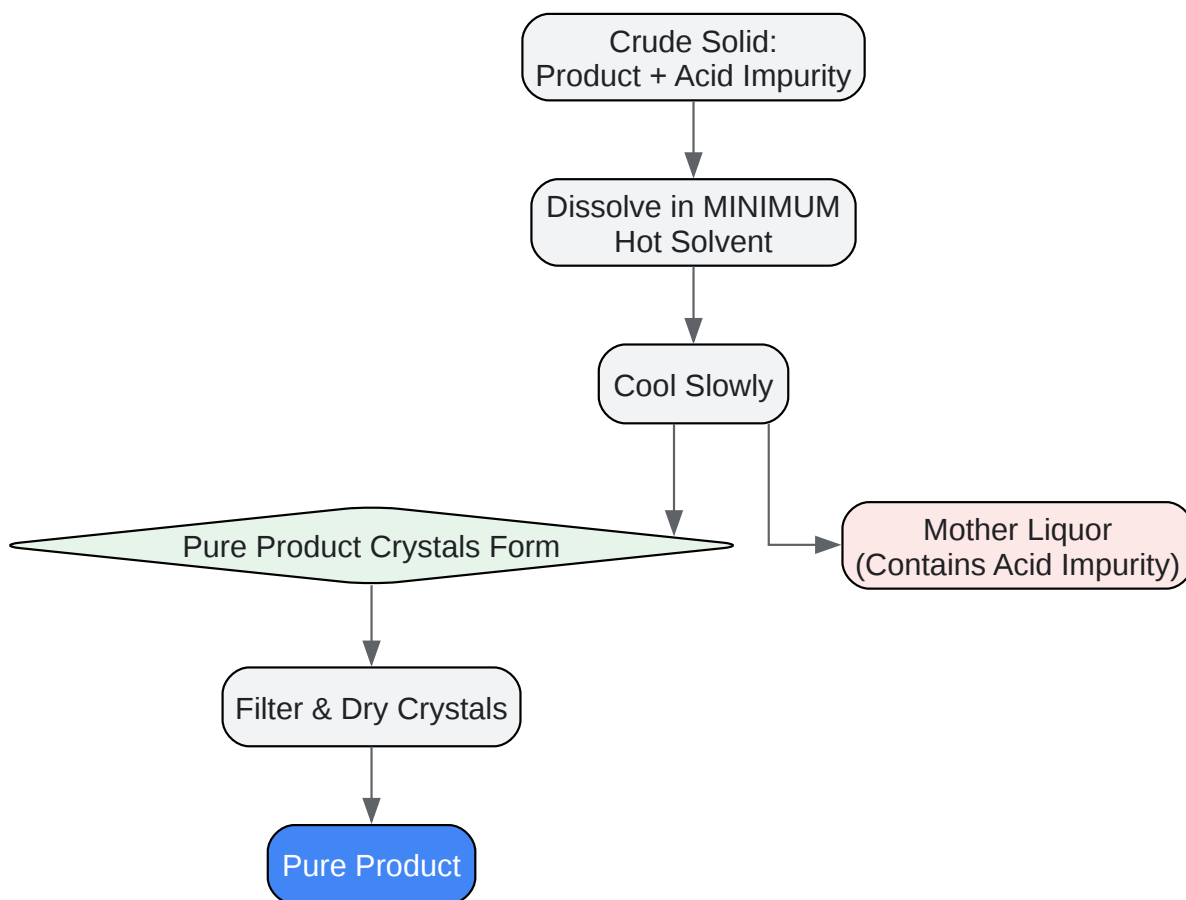 Crude Solid:
Product + Acid Impurity
Dissolve in MINIMUM
Hot Solvent
Cool Slowly
Pure Product Crystals Form
Mother Liquor
(Contains Acid Impurity)
Filter & Dry Crystals
Pure Product